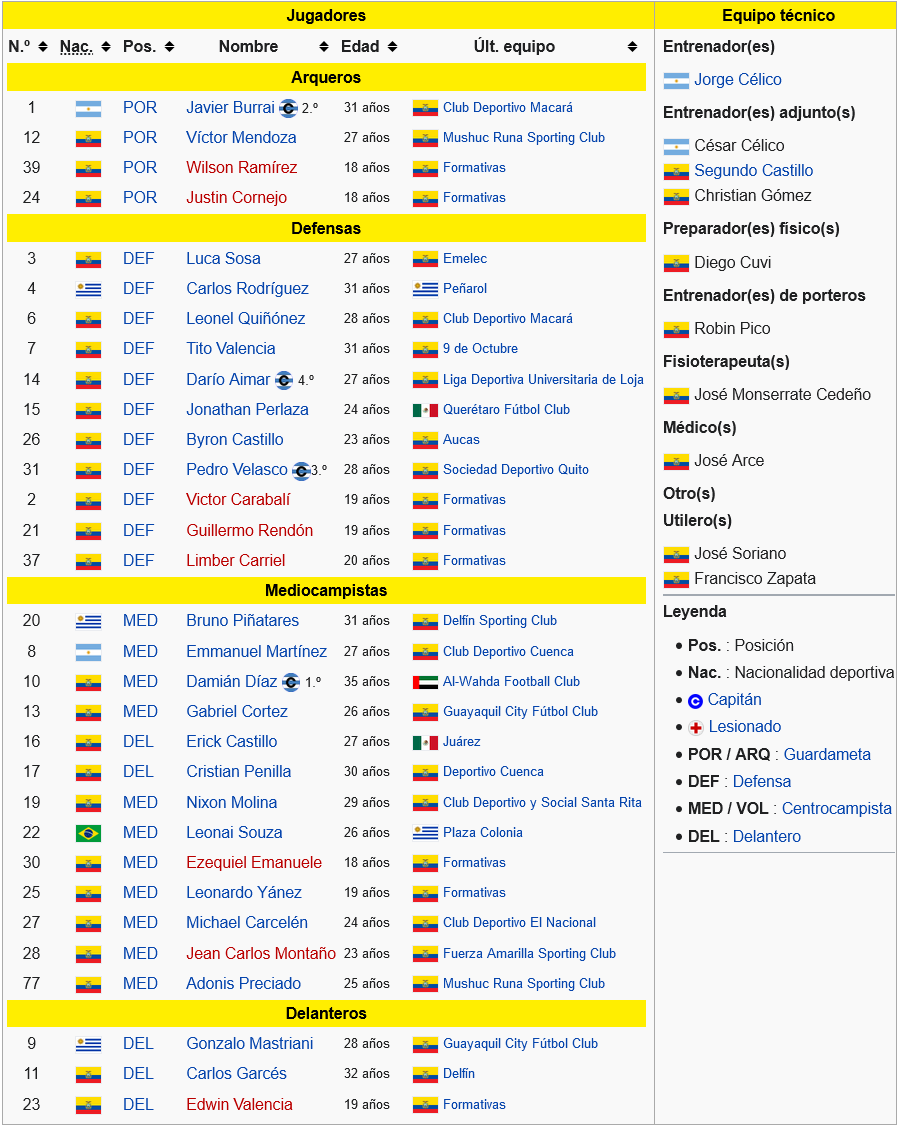 Jugadores
N.º Nac. Pos. Nombre Edad Últ. equipo
Arqueros
1 POR Javier Burrai C 2.º 31 años Club Deportivo Macará
12 POR Víctor Mendoza 27 años Mushuc Runa Sporting Club
39 POR Wilson Ramírez 18 años Formativas
24 POR Justin Cornejo 18 años Formativas
Defensas
3 DEF Luca Sosa 27 años Emelec
4 DEF Carlos Rodríguez 31 años Peñarol
6 DEF Leonel Quiñónez 28 años Club Deportivo Macará
7 DEF Tito Valencia 31 años 9 de Octubre
14 DEF Darío Aimar C 4.º 27 años Liga Deportiva Universitaria de Loja
15 DEF Jonathan Perlaza 24 años Querétaro Fútbol Club
26 DEF Byron Castillo 23 años Aucas
31 DEF Pedro Velasco C 3.º 28 años Sociedad Deportivo Quito
2 DEF Victor Carabalí 19 años Formativas
21 DEF Guillermo Rendón 19 años Formativas
37 DEF Limber Carriel 20 años Formativas
Mediocampistas
20 MED Bruno Piñatares 31 años Delfín Sporting Club
8 MED Emmanuel Martínez 27 años Club Deportivo Cuenca
10 MED Damián Díaz C 1.º 35 años Al-Wahda Football Club
13 MED Gabriel Cortez 26 años Guayaquil City Fútbol Club
16 DEL Erick Castillo 27 años Juárez
17 DEL Cristian Penilla 30 años Deportivo Cuenca
19 MED Nixon Molina 29 años Club Deportivo y Social Santa Rita
22 MED Leonai Souza 26 años Plaza Colonia
30 MED Ezequiel Emanuele 18 años Formativas
25 MED Leonardo Yánez 19 años Formativas
27 MED Michael Carcelén 24 años Club Deportivo El Nacional
28 MED Jean Carlos Montaño 23 años Fuerza Amarilla Sporting Club
77 MED Adonis Preciado 25 años Mushuc Runa Sporting Club
Delanteros
9 DEL Gonzalo Mastriani 28 años Guayaquil City Fútbol Club
11 DEL Carlos Garcés 32 años Delfín
23 DEL Edwin Valencia 19 años Formativas
Equipo técnico
Entrenador(es)
Jorge Célico
Entrenador(es) adjunto(s)
César Célico
Segundo Castillo
Christian Gómez
Preparador(es) físico(s)
Diego Cuvi
Entrenador(es) de porteros
Robin Pico
Fisioterapeuta(s)
José Monserrate Cedeño
Médico(s)
José Arce
Otro(s)
Utilero(s)
José Soriano
Francisco Zapata
Leyenda
• Pos. : Posición
• Nac. : Nacionalidad deportiva
• C Capitán
• Lesionado
• POR / ARQ : Guardameta
• DEF : Defensa
• MED / VOL : Centrocampista
• DEL : Delantero